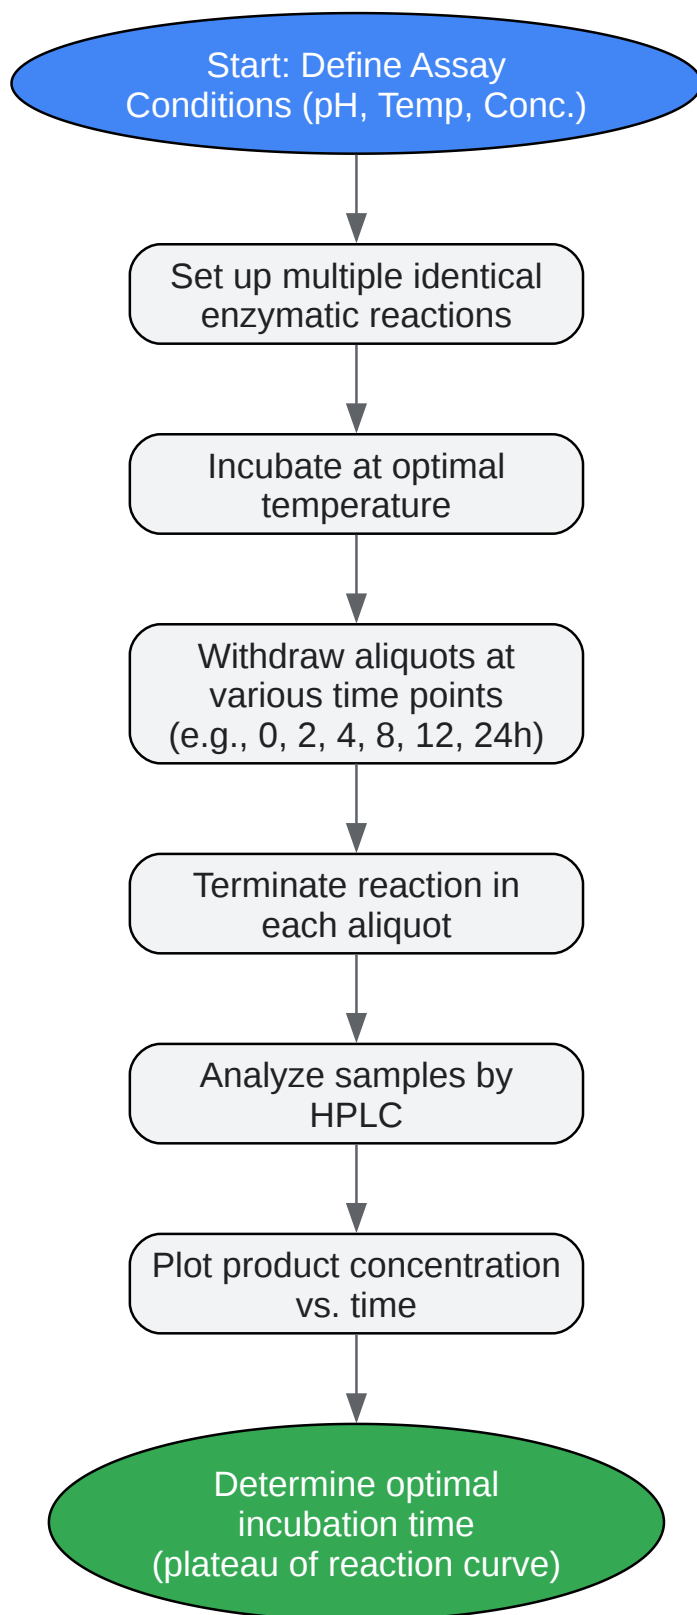 Start: Define Assay
Conditions (pH, Temp, Conc.)
Set up multiple identical
enzymatic reactions
Incubate at optimal
temperature
Withdraw aliquots at
various time points
(e.g., 0, 2, 4, 8, 12, 24h)
Terminate reaction in
each aliquot
Analyze samples by
HPLC
Plot product concentration
vs. time
Determine optimal
incubation time
(plateau of reaction curve)